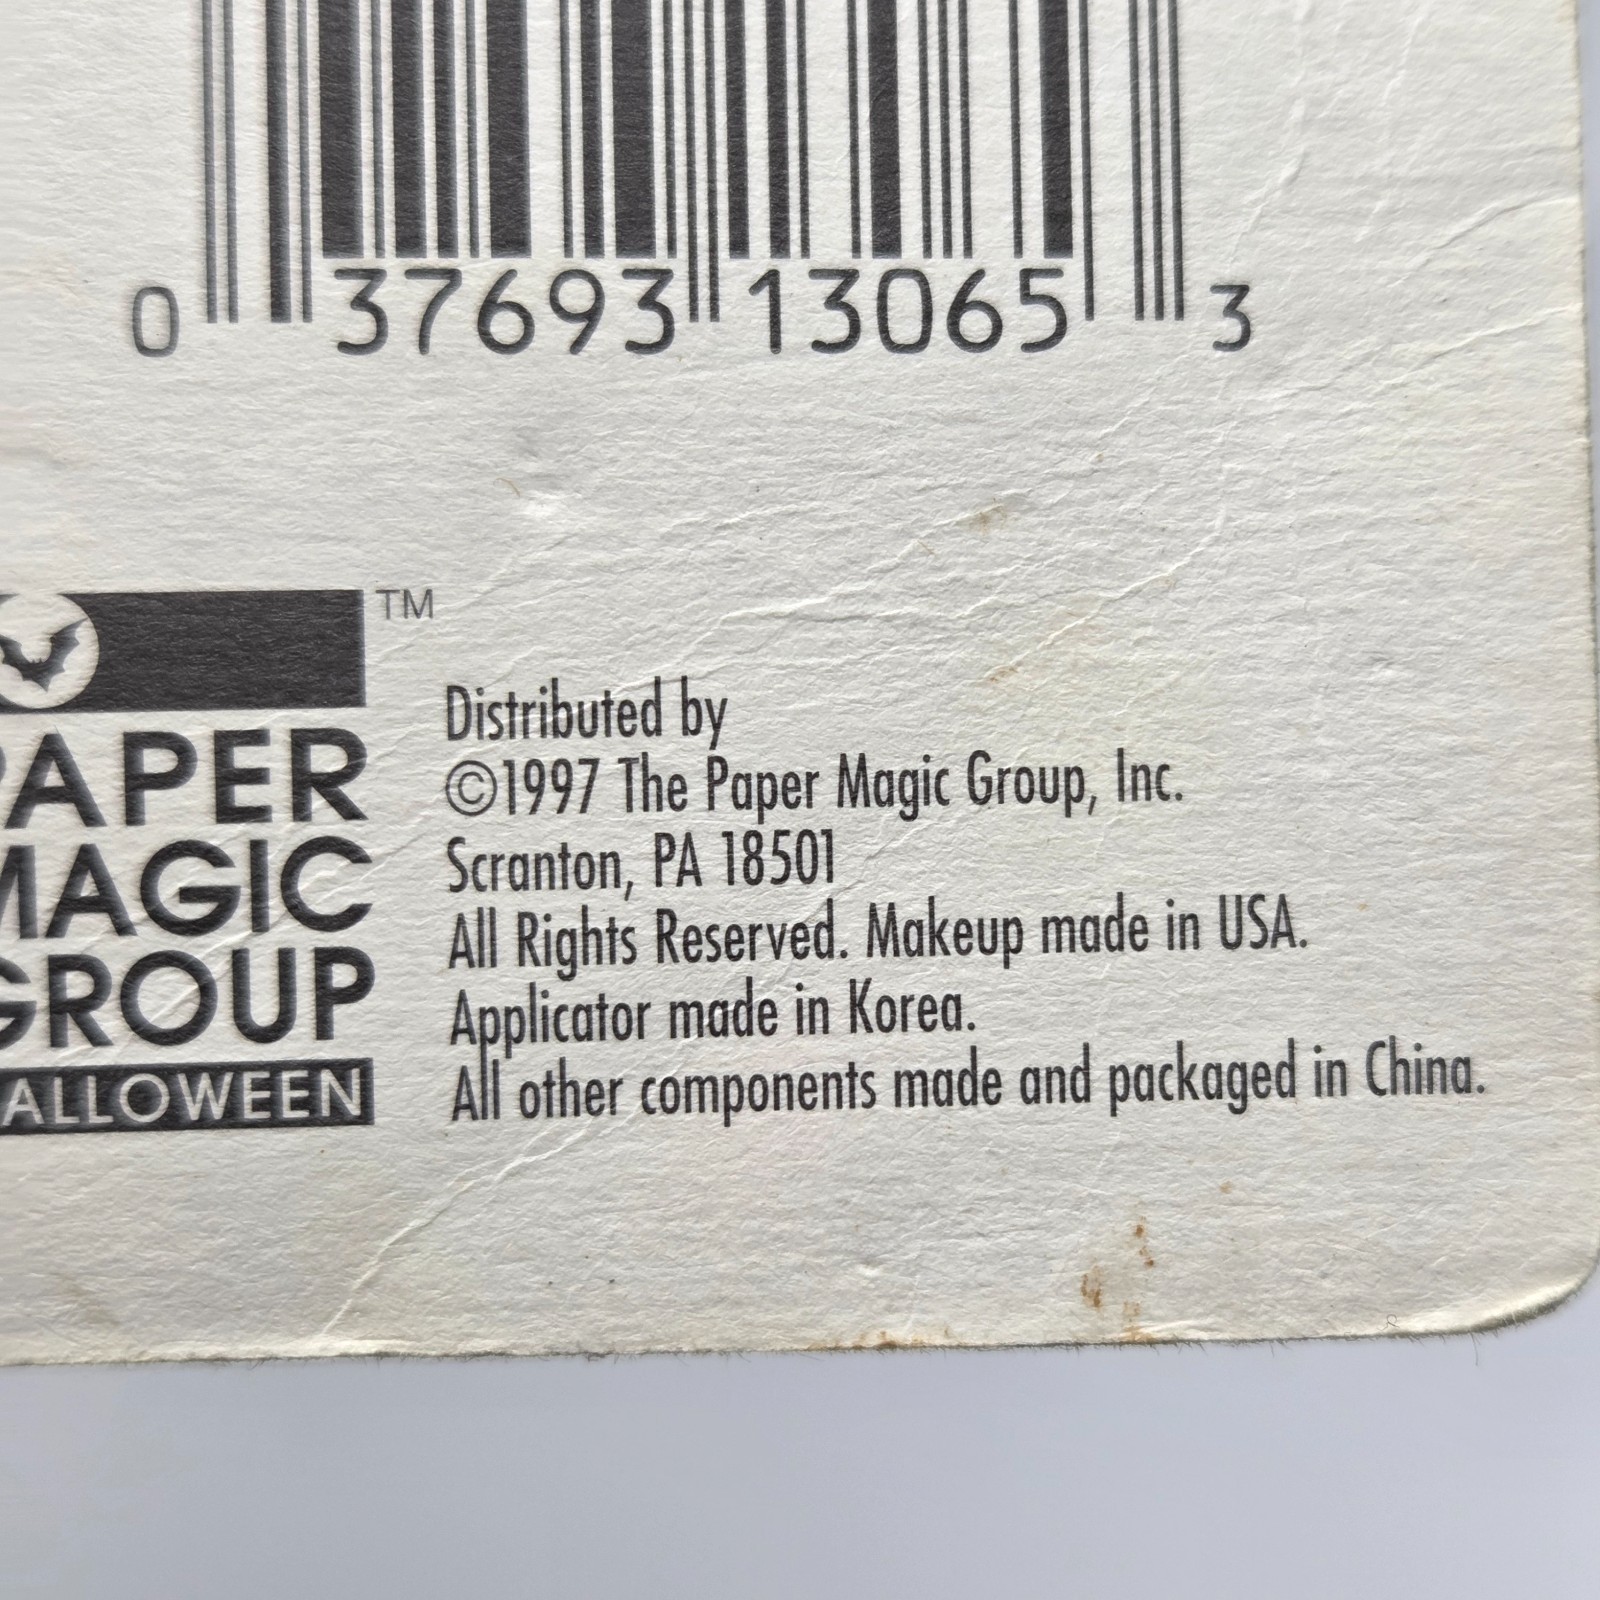 0 37693 13065 3
TM
PAPER
MAGIC
GROUP
ALLOWEEN
Distributed by
©1997 The Paper Magic Group, Inc.
Scranton, PA 18501
All Rights Reserved. Makeup made in USA.
Applicator made in Korea.
All other components made and packaged in China.